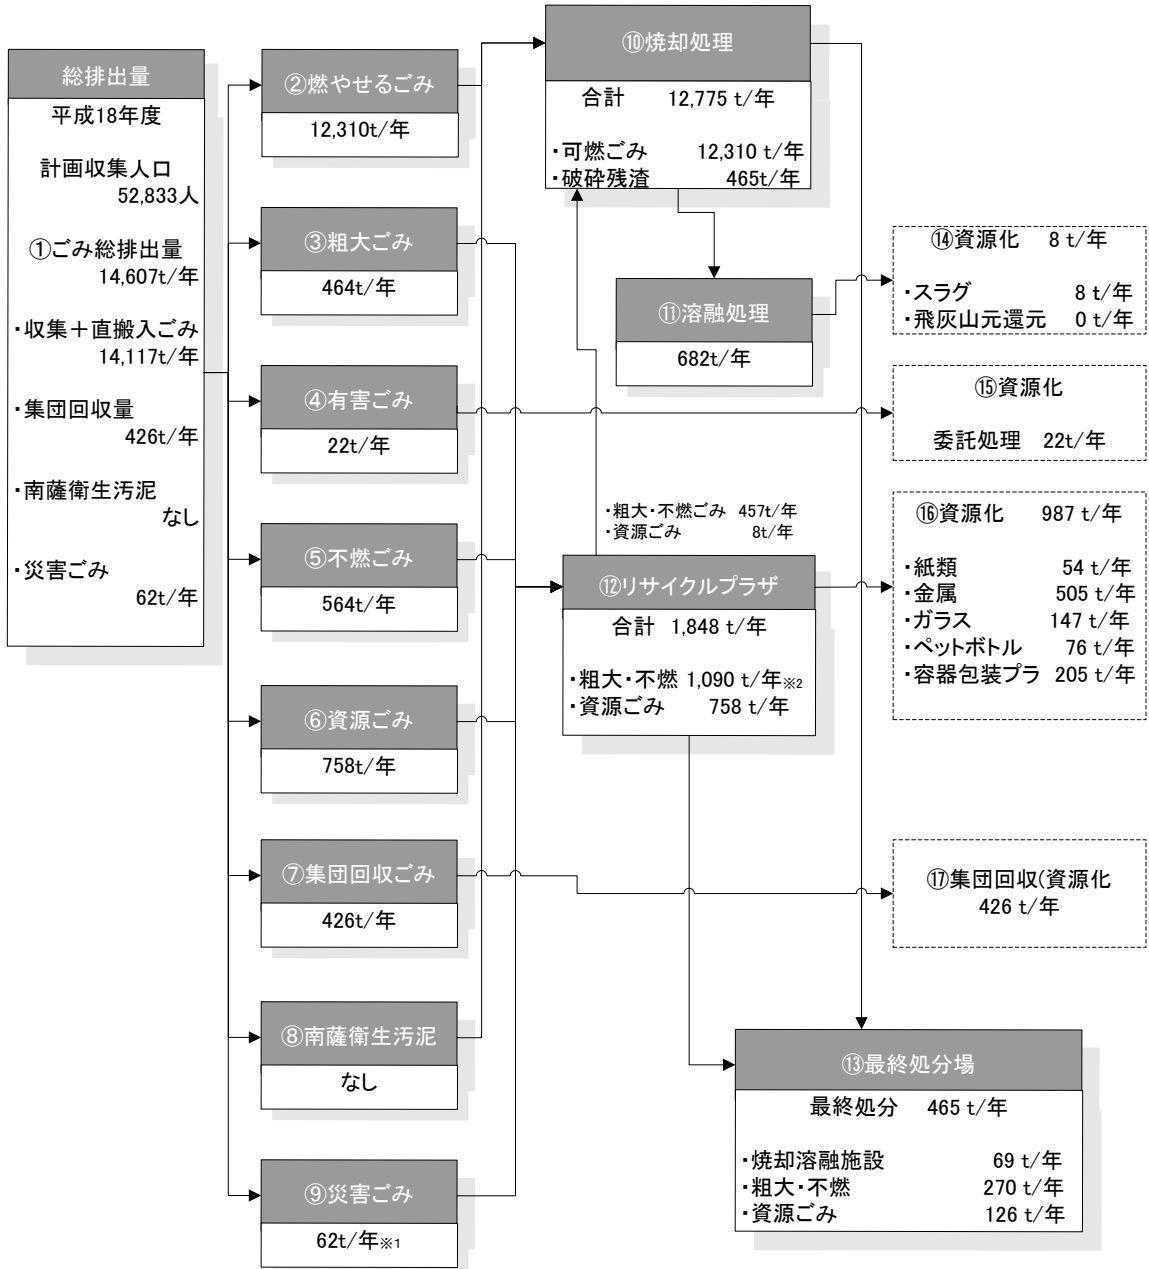 総排出量
平成18年度
計画収集人口
52,833人
①ごみ総排出量
14,607t/年
・収集＋直搬入ごみ
14,117t/年
・集団回収量
426t/年
・南薩衛生汚泥
なし
・災害ごみ
62t/年
②燃やせるごみ
12,310t/年
③粗大ごみ
464t/年
④有害ごみ
22t/年
⑤不燃ごみ
564t/年
⑥資源ごみ
758t/年
⑦集団回収ごみ
426t/年
⑧南薩衛生汚泥
なし
⑨災害ごみ
62t/年※1
⑩焼却処理
合計 12,775 t/年
・可燃ごみ 12,310 t/年
・破砕残渣 465t/年
⑪溶融処理
682t/年
・粗大・不燃ごみ 457t/年
・資源ごみ 8t/年
⑫リサイクルプラザ
合計 1,848 t/年
・粗大・不燃 1,090 t/年※2
・資源ごみ 758 t/年
⑬最終処分場
最終処分 465 t/年
・焼却溶融施設 69 t/年
・粗大・不燃 270 t/年
・資源ごみ 126 t/年
⑭資源化 8 t/年
・スラグ 8 t/年
・飛灰山元還元 0 t/年
⑮資源化
委託処理 22t/年
⑯資源化 987 t/年
・紙類 54 t/年
・金属 505 t/年
・ガラス 147 t/年
・ペットボトル 76 t/年
・容器包装プラ 205 t/年
⑰集団回収(資源化
426 t/年